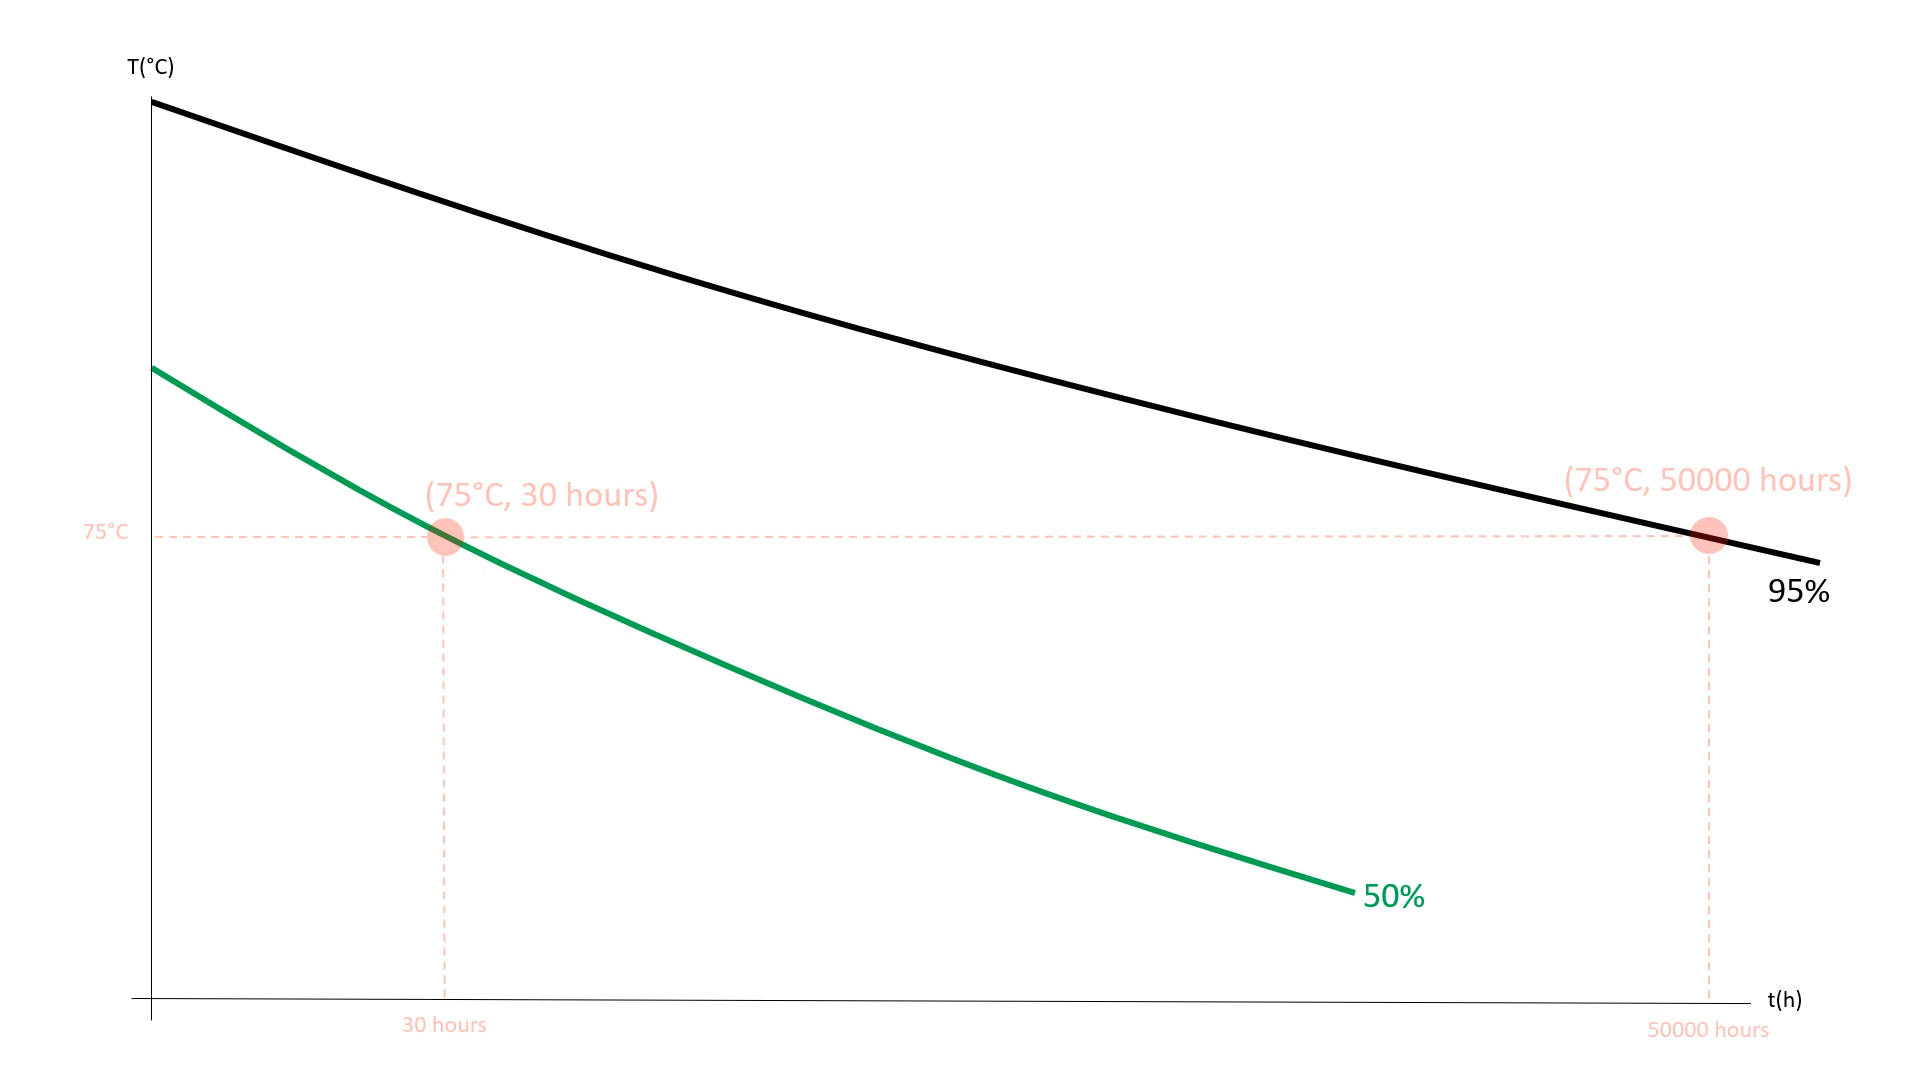 T(°C)
(75°C, 50000 hours)
(75°C, 30 hours)
75°C
95%
50%
t(h)
30 hours
50000 hours